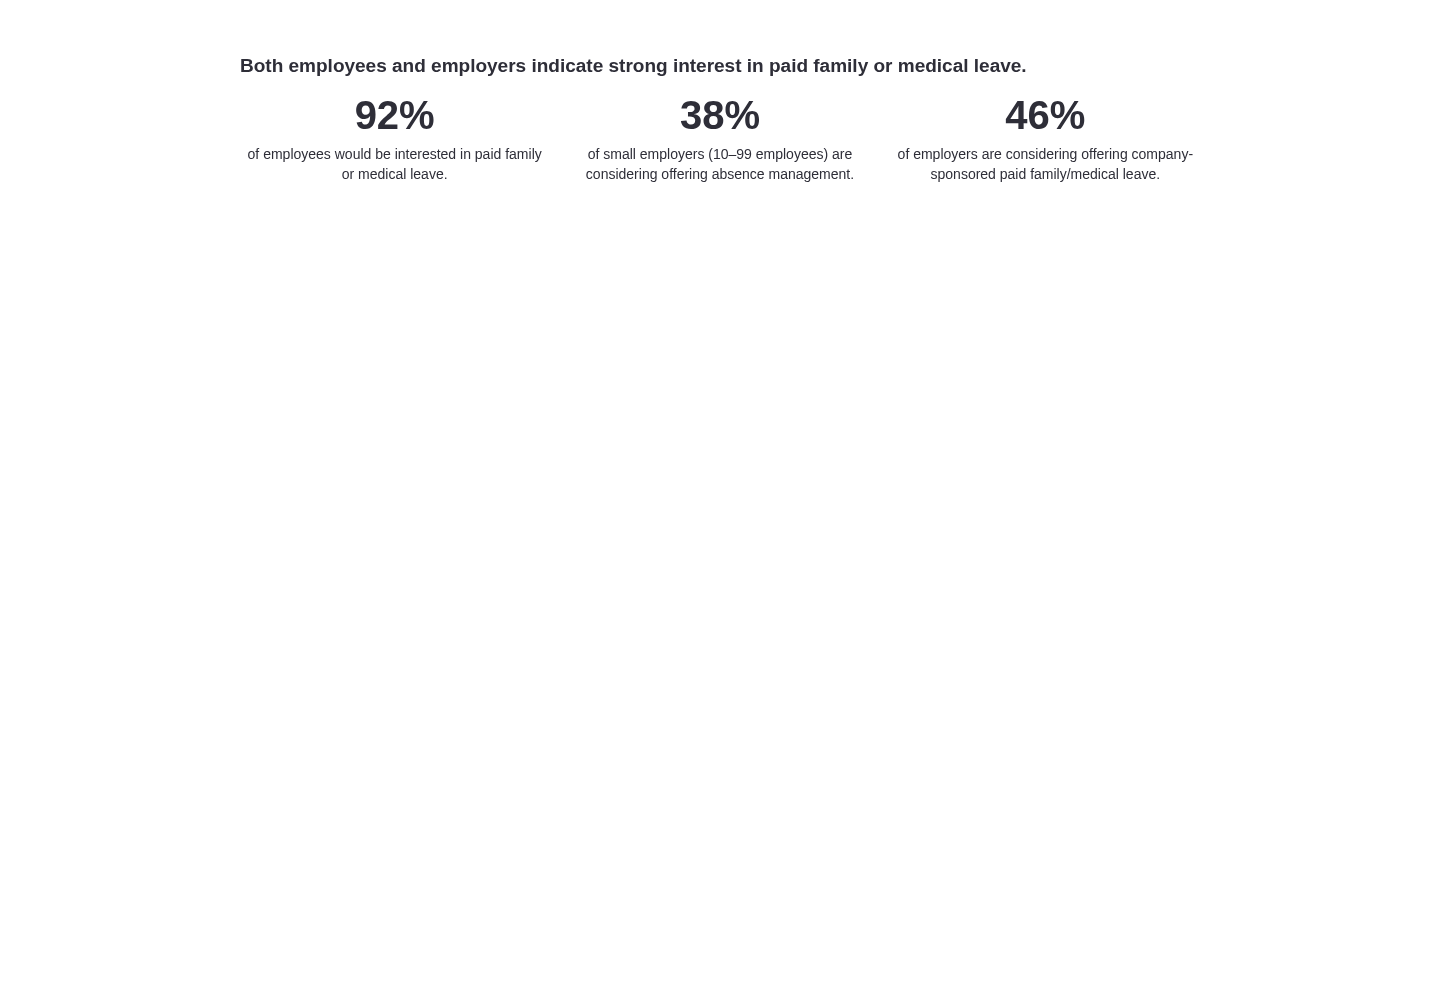 Both employees and employers indicate strong interest in paid family or medical leave.
92%
of employees would be interested in paid family
or medical leave.
38%
of small employers (10–99 employees) are
considering offering absence management.
46%
of employers are considering offering company-
sponsored paid family/medical leave.